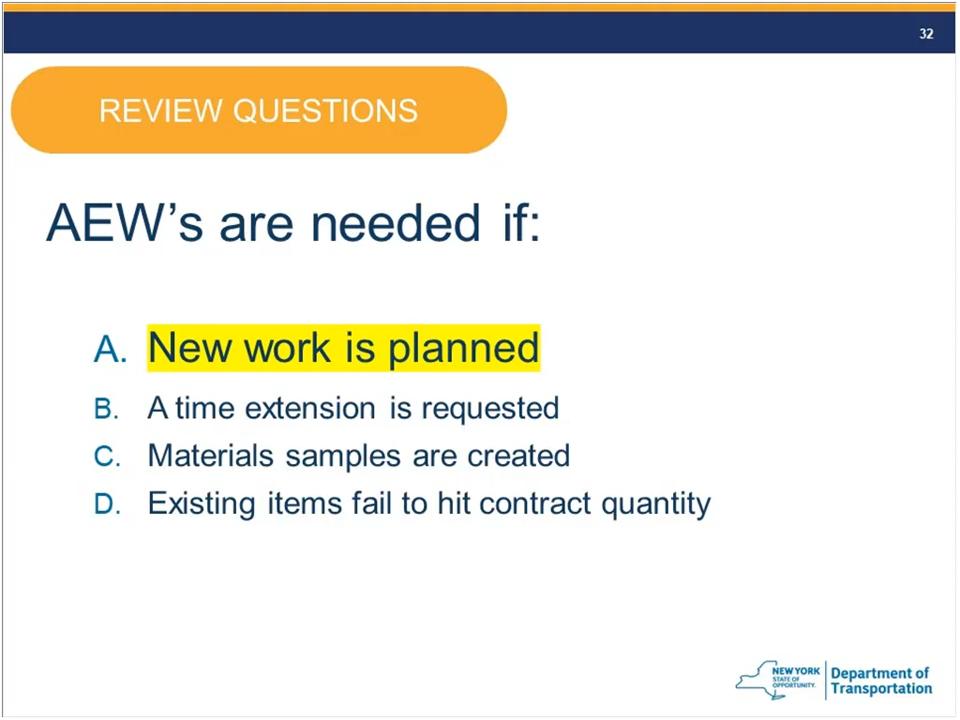 32
REVIEW QUESTIONS
AEW’s are needed if:
A. New work is planned
B. A time extension is requested
C. Materials samples are created
D. Existing items fail to hit contract quantity
NEW YORK
STATE OF
OPPORTUNITY.
Department of
Transportation